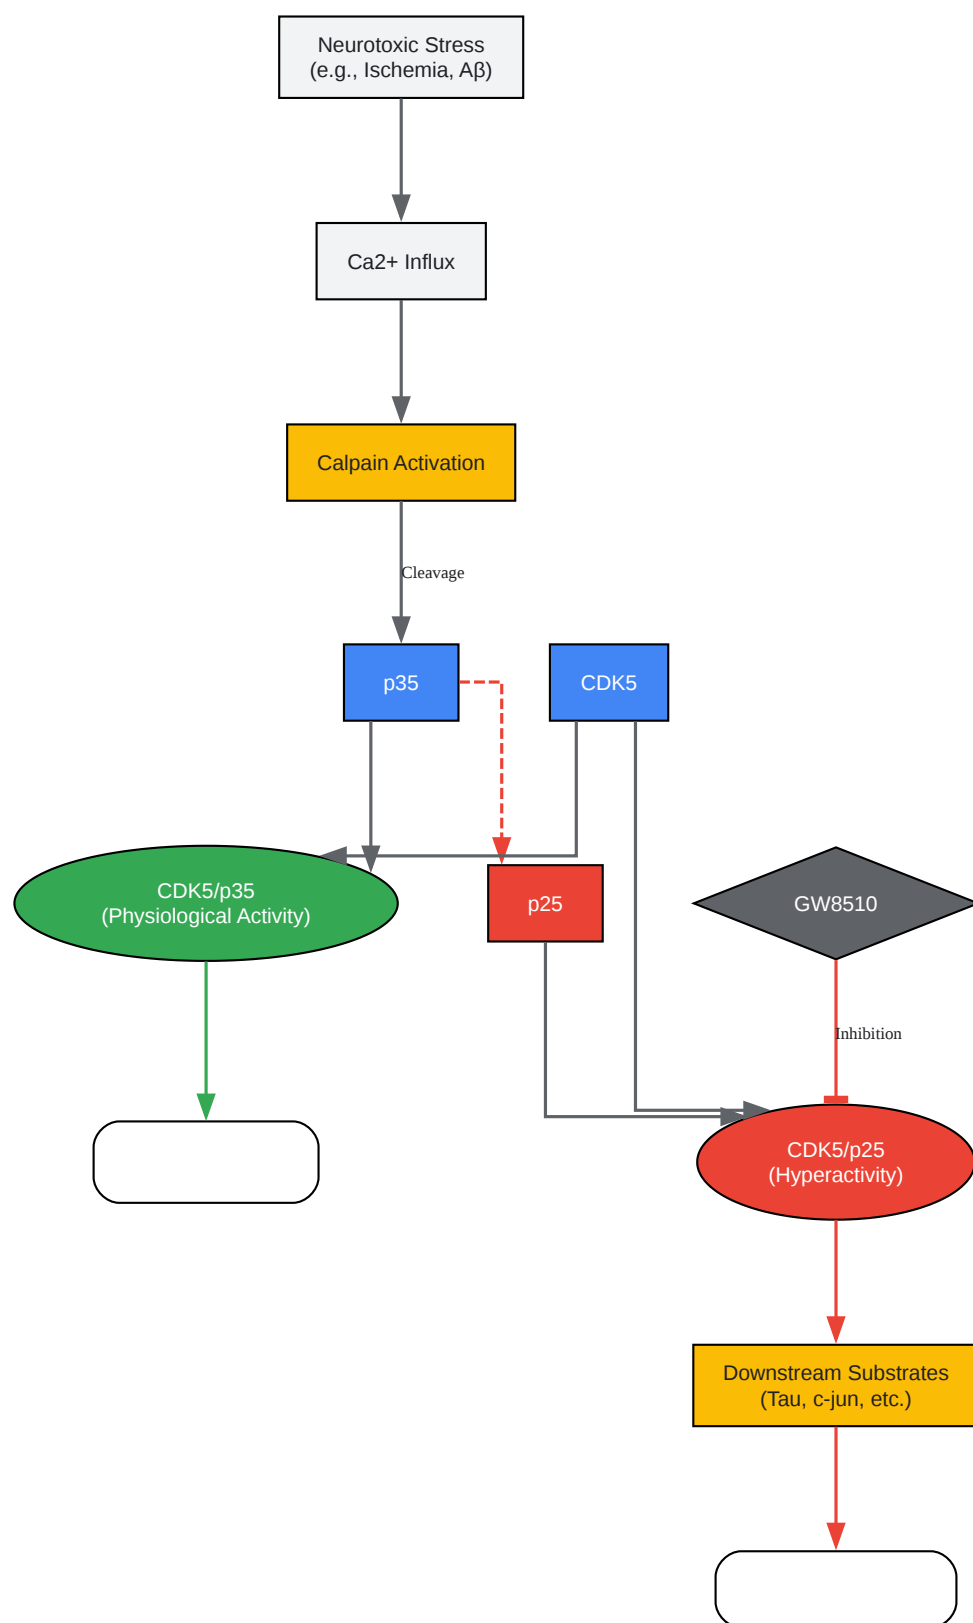 Neurotoxic Stress
(e.g., Ischemia, Aβ)
Ca2+ Influx
Calpain Activation
Cleavage
p35
CDK5
CDK5/p35
(Physiological Activity)
p25
GW8510
Inhibition
CDK5/p25
(Hyperactivity)
Downstream Substrates
(Tau, c-jun, etc.)